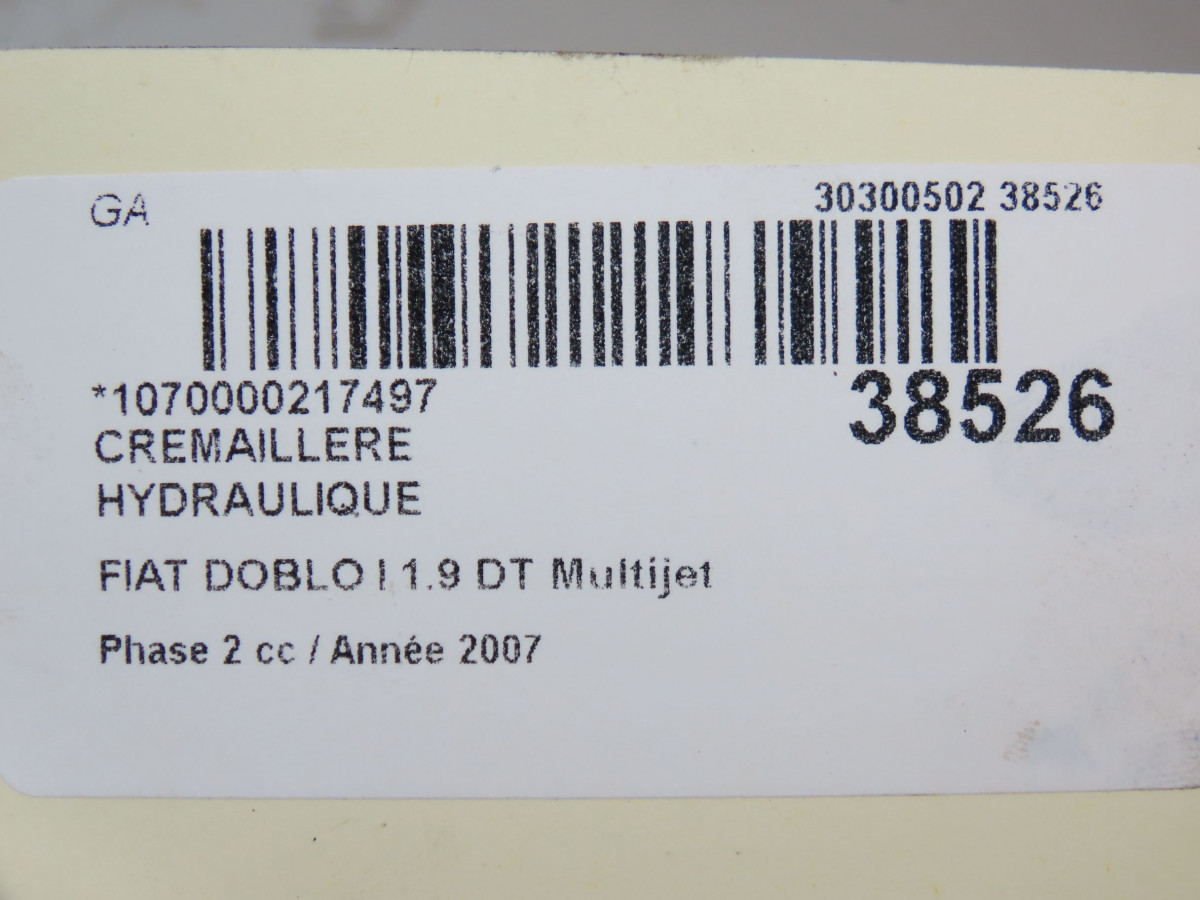 GA
30300502 38526
*1070000217497
38526
CREMAILLERE
HYDRAULIQUE
FIAT DOBLO I 1.9 DT Multijet
Phase 2 cc / Année 2007